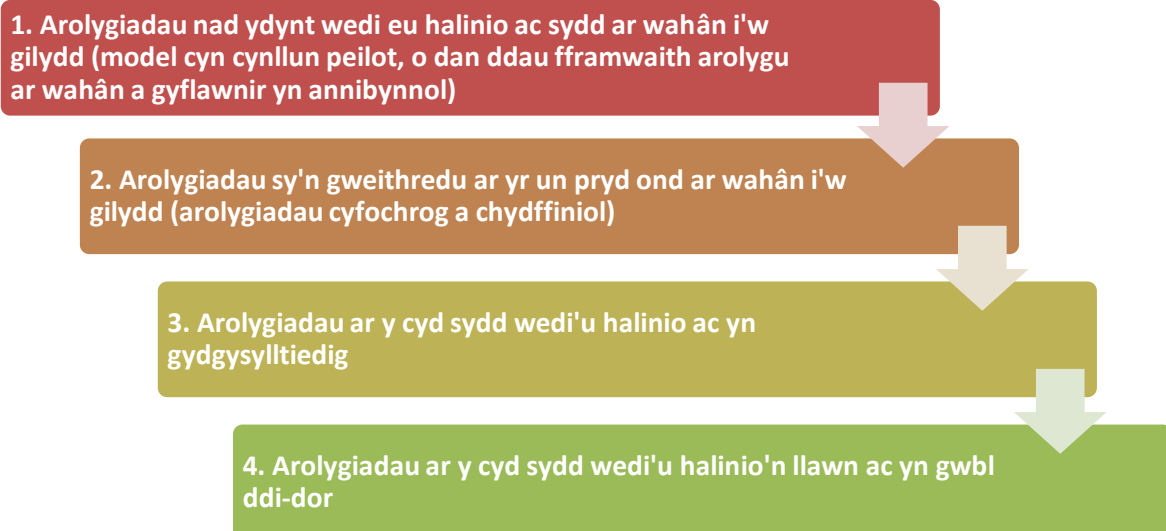 1. Arolygiadau nad ydynt wedi eu halinio ac sydd ar wahân i'w
gilydd (model cyn cynllun peilot, o dan ddau fframwaith arolygu
ar wahân a gyflawnir yn annibynnol)
2. Arolygiadau sy'n gweithredu ar yr un pryd ond ar wahân i'w
gilydd (arolygiadau cyfochrog a chydffiniol)
3. Arolygiadau ar y cyd sydd wedi'u halinio ac yn
gydgysylltiedig
4. Arolygiadau ar y cyd sydd wedi'u halinio'n llawn ac yn gwbl
ddi-dor